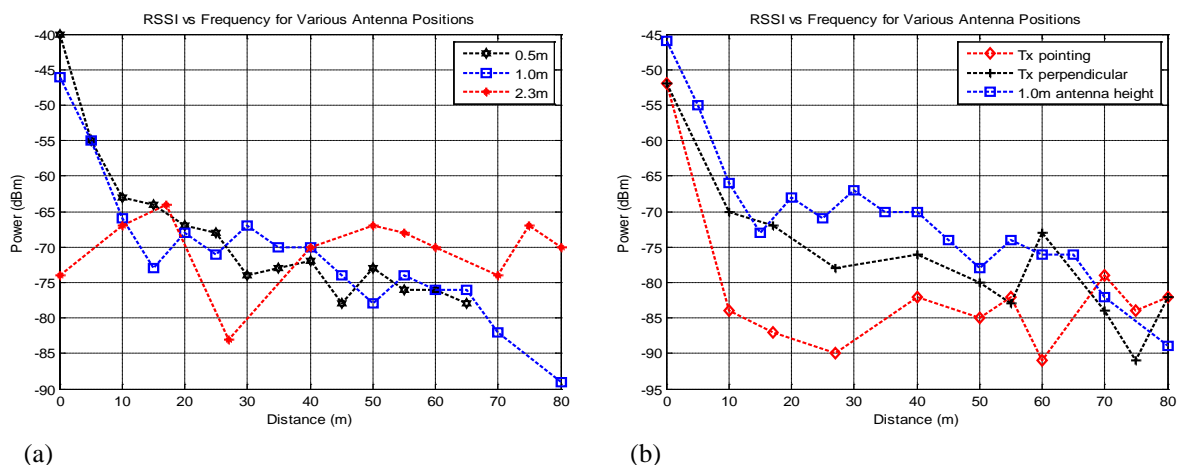 RSSI vs Frequency for Various Antenna Positions
-40
-45
-50
-55
-60
-65
-70
-75
-80
-85
-90
Power (dBm)
0.5m
1.0m
2.3m
0 10 20 30 40 50 60 70 80
Distance (m)
(a)
RSSI vs Frequency for Various Antenna Positions
-45
-50
-55
-60
-65
-70
-75
-80
-85
-90
-95
Power (dBm)
Tx pointing
Tx perpendicular
1.0m antenna height
0 10 20 30 40 50 60 70 80
Distance (m)
(b)